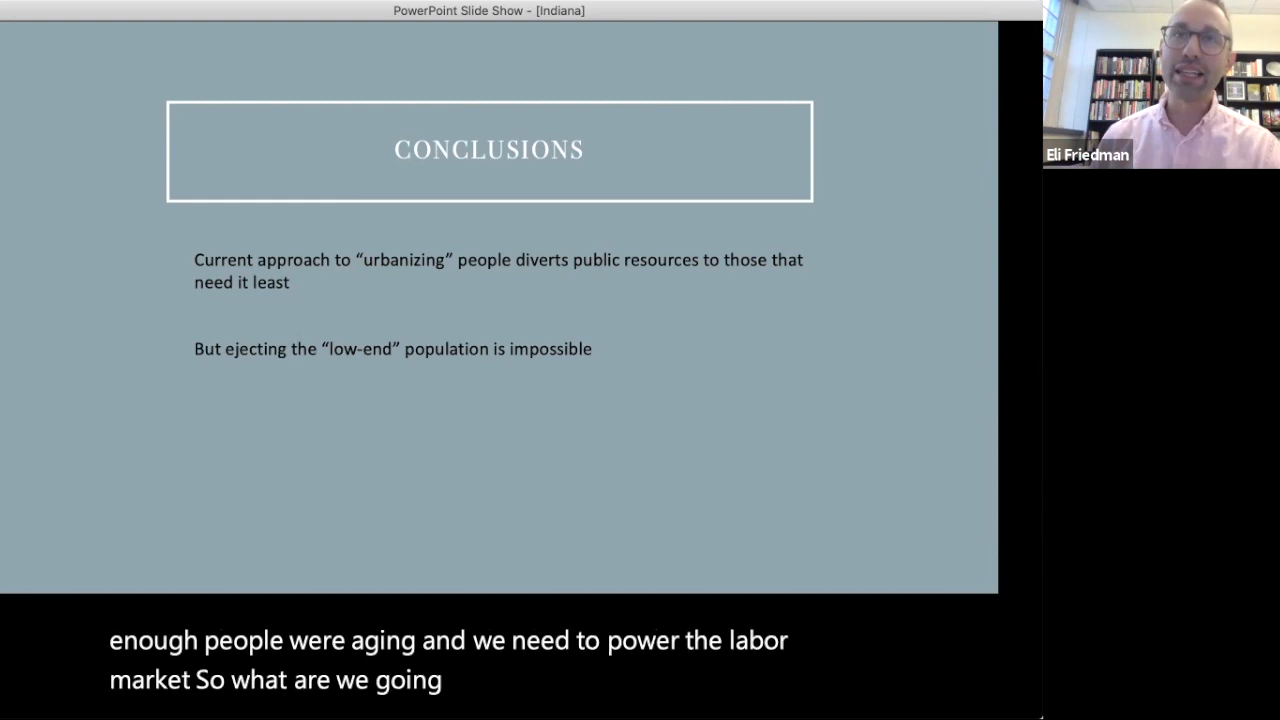 PowerPoint Slide Show - [Indiana]
CONCLUSIONS
Current approach to “urbanizing” people diverts public resources to those that
need it least
But ejecting the “low-end” population is impossible
Eli Friedman
enough people were aging and we need to power the labor
market So what are we going